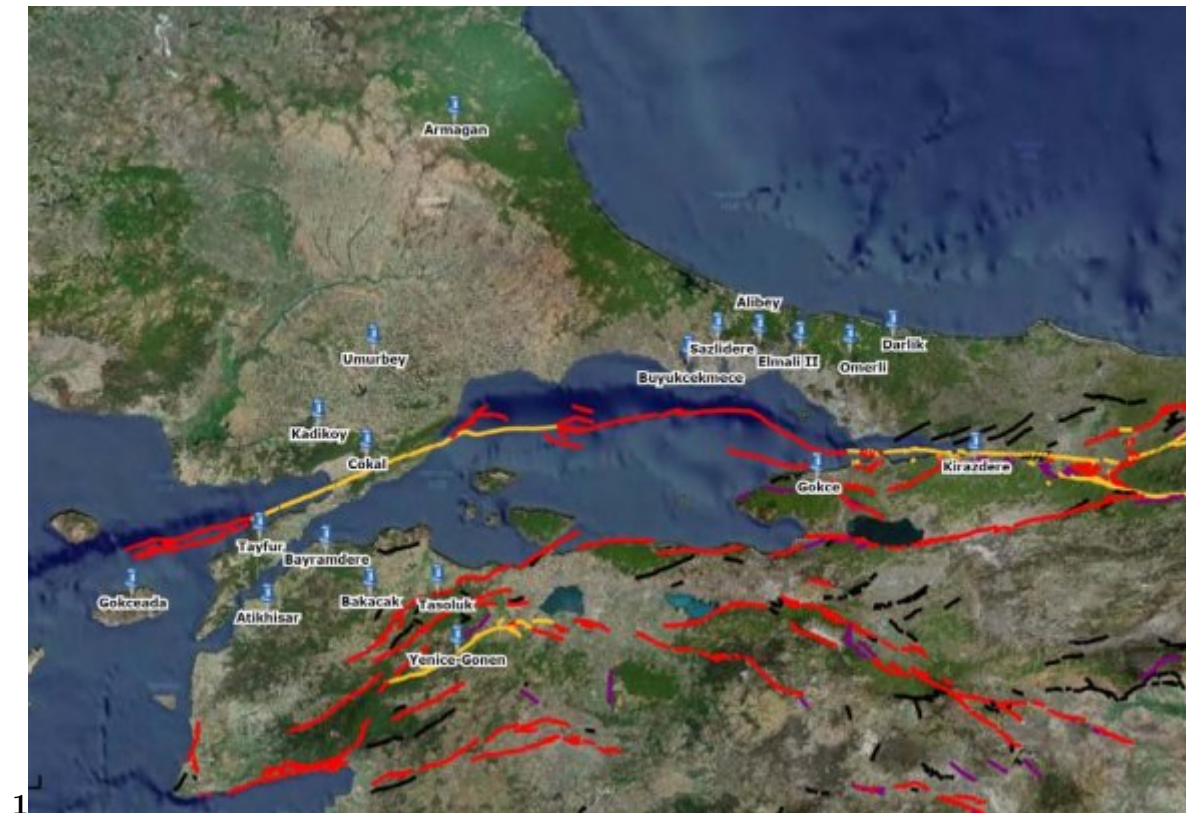 Armagan
Alibey
Umurbey
Sazlidere
Elmali II
Omerli
Darlik
Buyukcekmece
Kadikoy
Cokal
Kirazdere
Gokce
Tayfur
Bayramdere
Gokceada
Atikhisar
Bakacak
Tasoluk
Yenice-Gonen
1